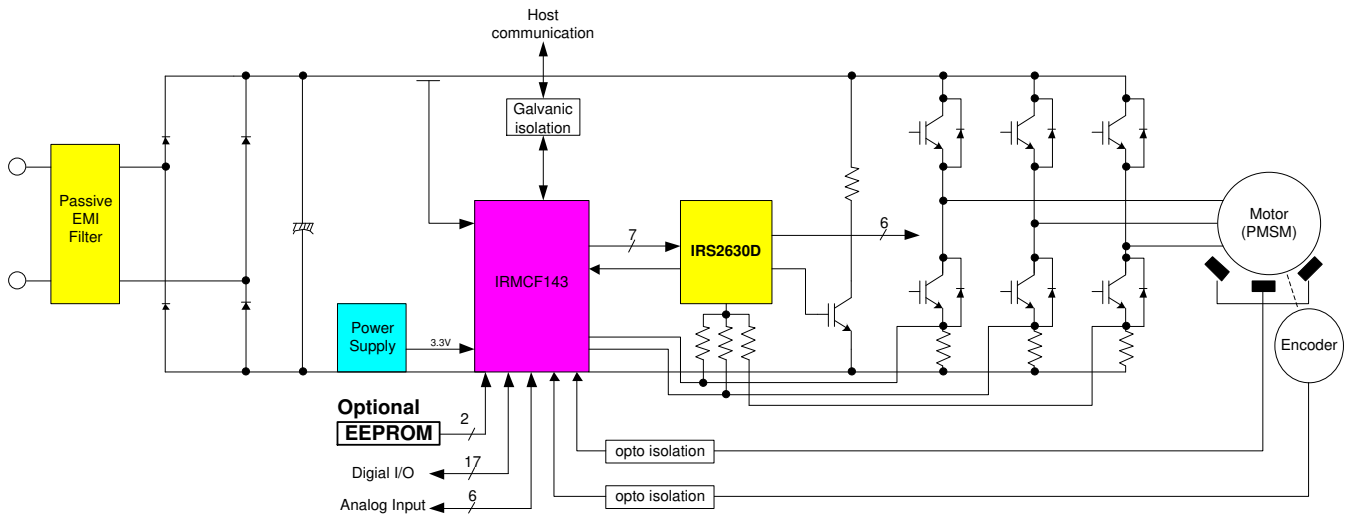 Host
communication
Galvanic
isolation
Passive
EMI
Filter
IRMCF143
7
IRS2630D
6
Motor
(PMSM)
Power
Supply
3.3V
Encoder
Optional
EEPROM
2
opto isolation
Digial I/O
17
Analog Input
6
opto isolation